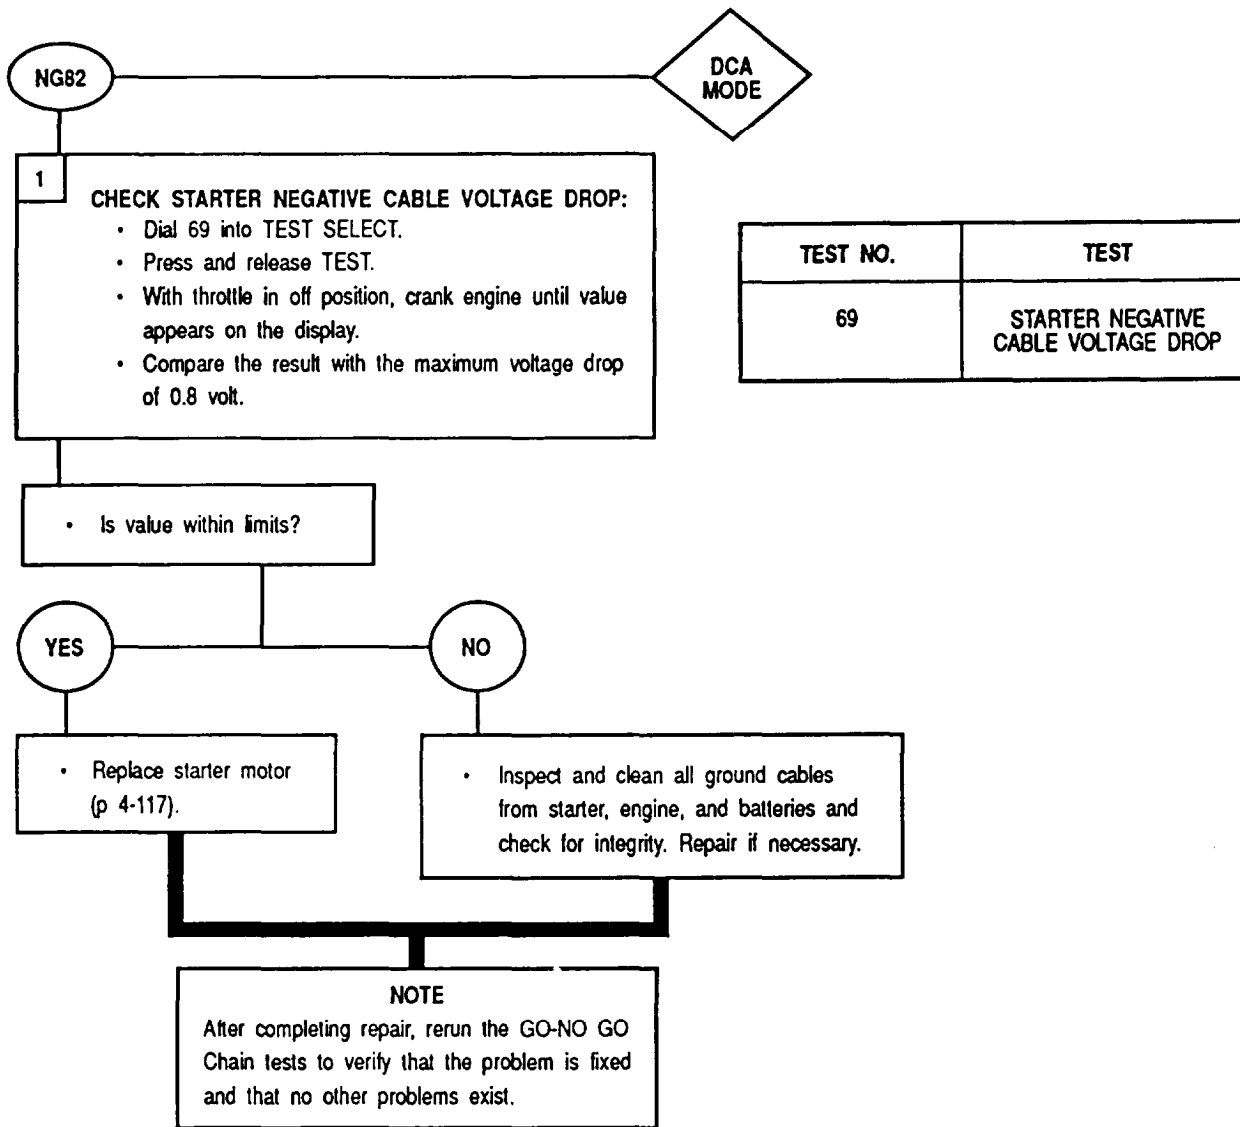 NG82
DCA
MODE
1
CHECK STARTER NEGATIVE CABLE VOLTAGE DROP:
• Dial 69 into TEST SELECT.
• Press and release TEST.
• With throttle in off position, crank engine until value
appears on the display.
• Compare the result with the maximum voltage drop
of 0.8 volt.
TEST NO.
TEST
69
STARTER NEGATIVE
CABLE VOLTAGE DROP
• Is value within limits?
YES
NO
• Replace starter motor
(p 4-117).
• Inspect and clean all ground cables
from starter, engine, and batteries and
check for integrity. Repair if necessary.
NOTE
After completing repair, rerun the GO-NO GO
Chain tests to verify that the problem is fixed
and that no other problems exist.